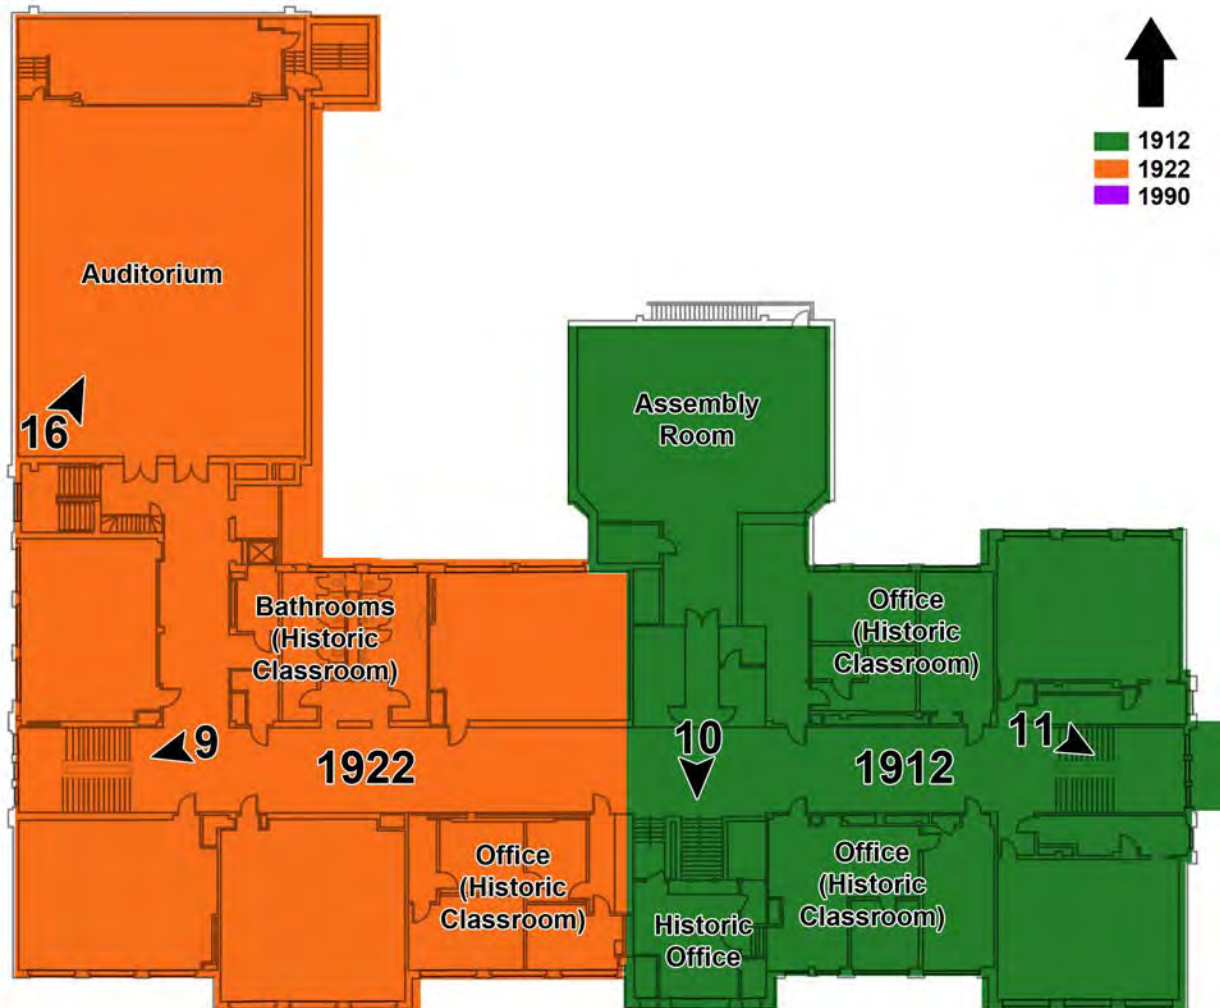 1912
1922
1990
Auditorium
16
Assembly
Room
Bathrooms
(Historic
Classroom)
Office
(Historic
Classroom)
9
1922
10
1912
11
Office
(Historic
Classroom)
Office
(Historic
Classroom)
Historic
Office